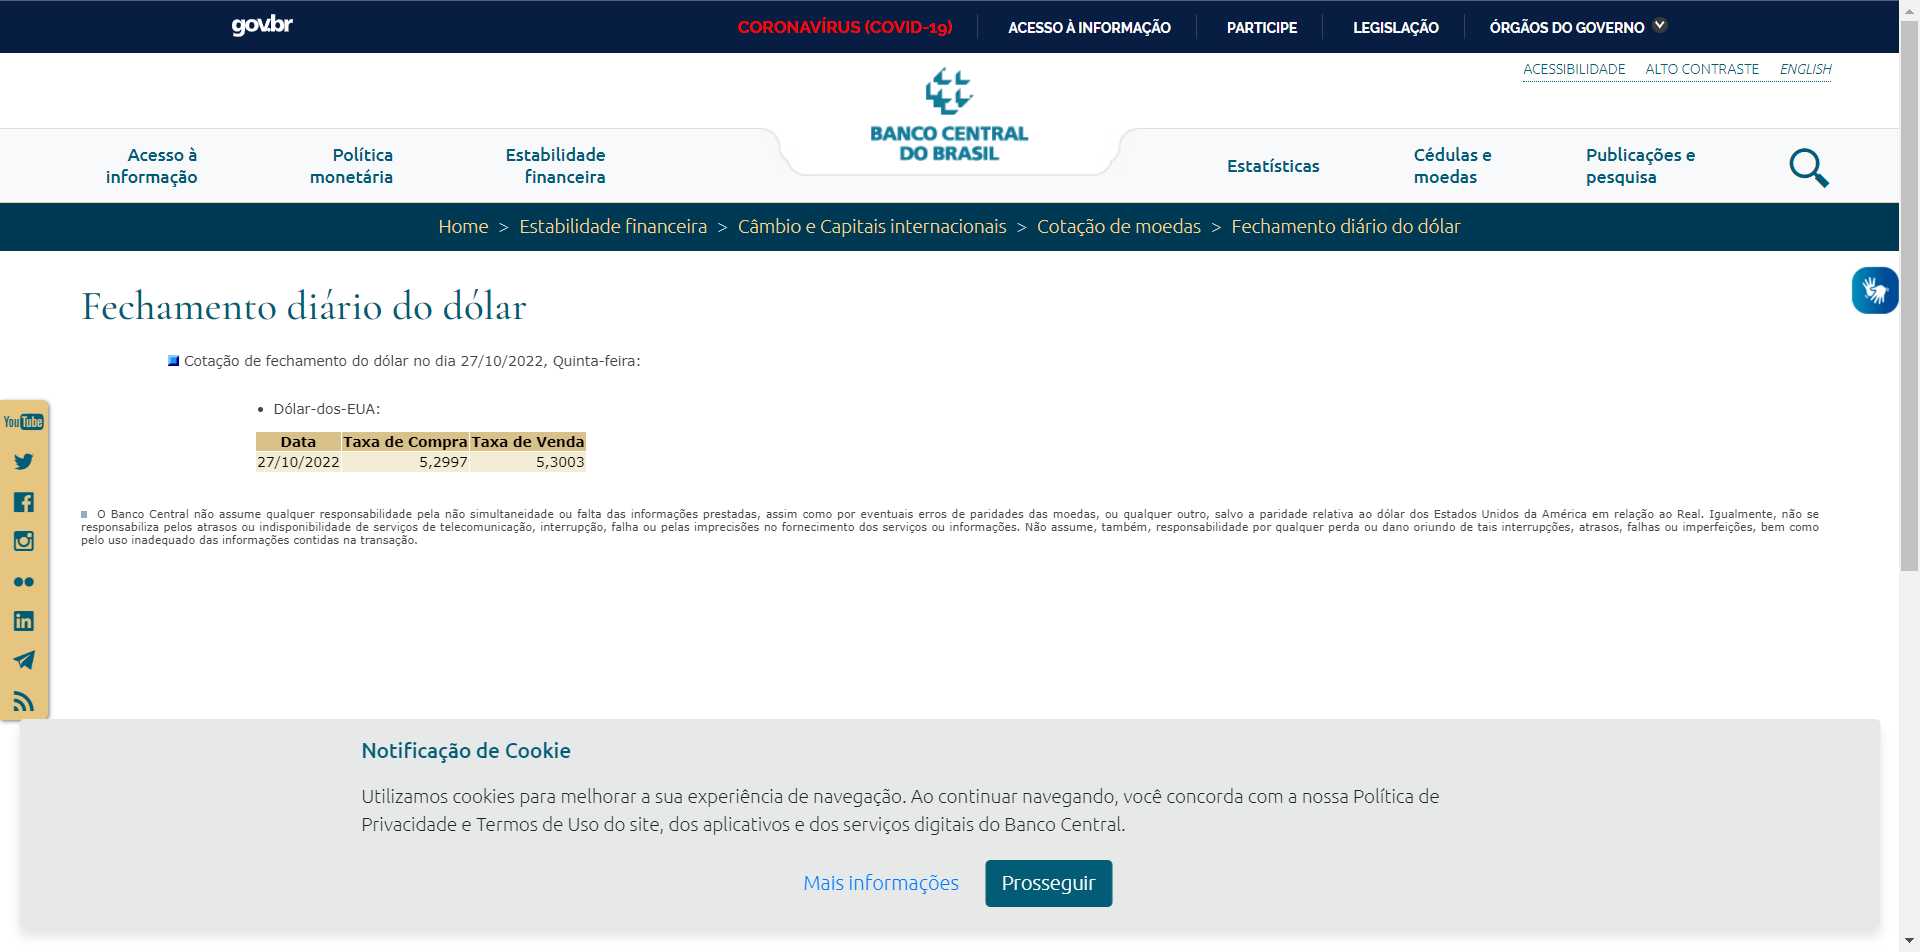 gov.br
CORONAVÍRUS (COVID-19)
ACESSO À INFORMAÇÃO
PARTICIPE
LEGISLAÇÃO
ÓRGÃOS DO GOVERNO
ACESSIBILIDADE
ALTO CONTRASTE
ENGLISH
BANCO CENTRAL
DO BRASIL
Acesso à
informação
Política
monetária
Estabilidade
financeira
Estatísticas
Cédulas e
moedas
Publicações e
pesquisa
Home > Estabilidade financeira > Câmbio e Capitais internacionais > Cotação de moedas > Fechamento diário do dólar
Fechamento diário do dólar
Cotação de fechamento do dólar no dia 27/10/2022, Quinta-feira:
• Dólar-dos-EUA:
Data Taxa de Compra Taxa de Venda
27/10/2022 5,2997 5,3003
O Banco Central não assume qualquer responsabilidade pela não simultaneidade ou falta das informações prestadas, assim como por eventuais erros de paridades das moedas, ou qualquer outro, salvo a paridade relativa ao dólar dos Estados Unidos da América em relação ao Real. Igualmente, não se
responsabiliza pelos atrasos ou indisponibilidade de serviços de telecomunicação, interrupção, falha ou pelas imprecisões no fornecimento dos serviços ou informações. Não assume, também, responsabilidade por qualquer perda ou dano oriundo de tais interrupções, atrasos, falhas ou imperfeições, bem como
pelo uso inadequado das informações contidas na transação.
YouTube
Notificação de Cookie
Utilizamos cookies para melhorar a sua experiência de navegação. Ao continuar navegando, você concorda com a nossa Política de
Privacidade e Termos de Uso do site, dos aplicativos e dos serviços digitais do Banco Central.
Mais informações
Prosseguir